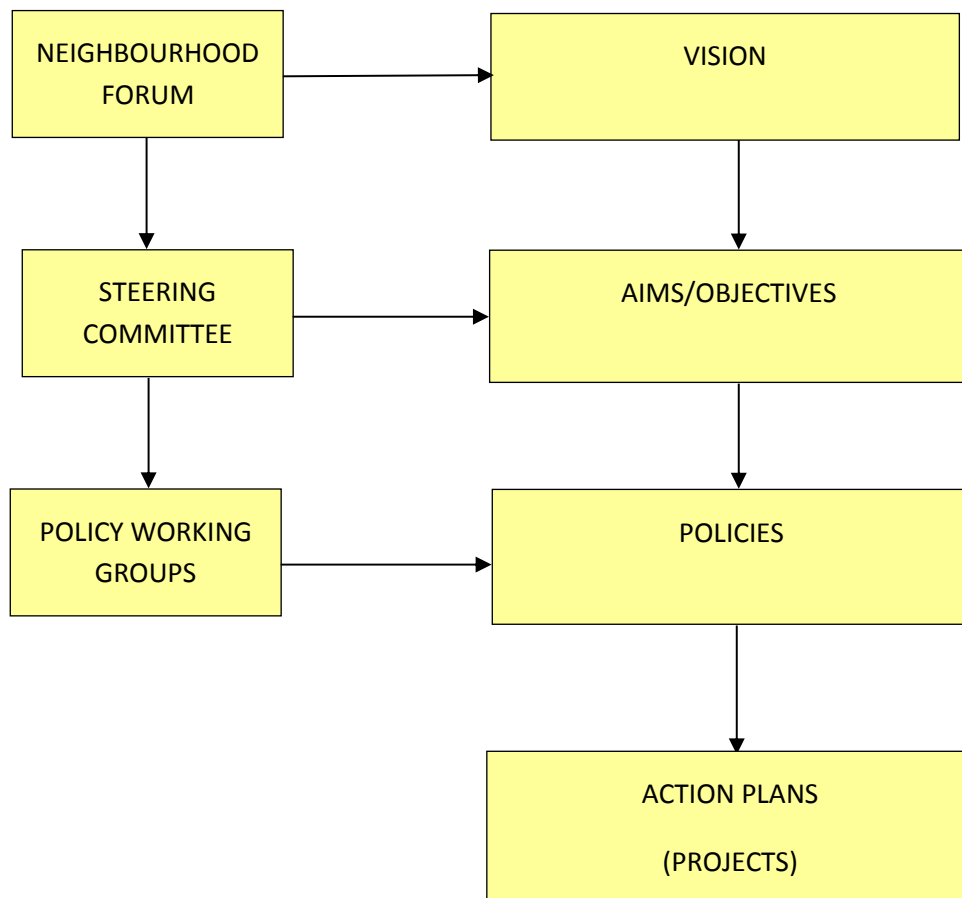 NEIGHBOURHOOD
FORUM
VISION
STEERING
COMMITTEE
AIMS/OBJECTIVES
POLICY WORKING
GROUPS
POLICIES
ACTION PLANS
(PROJECTS)